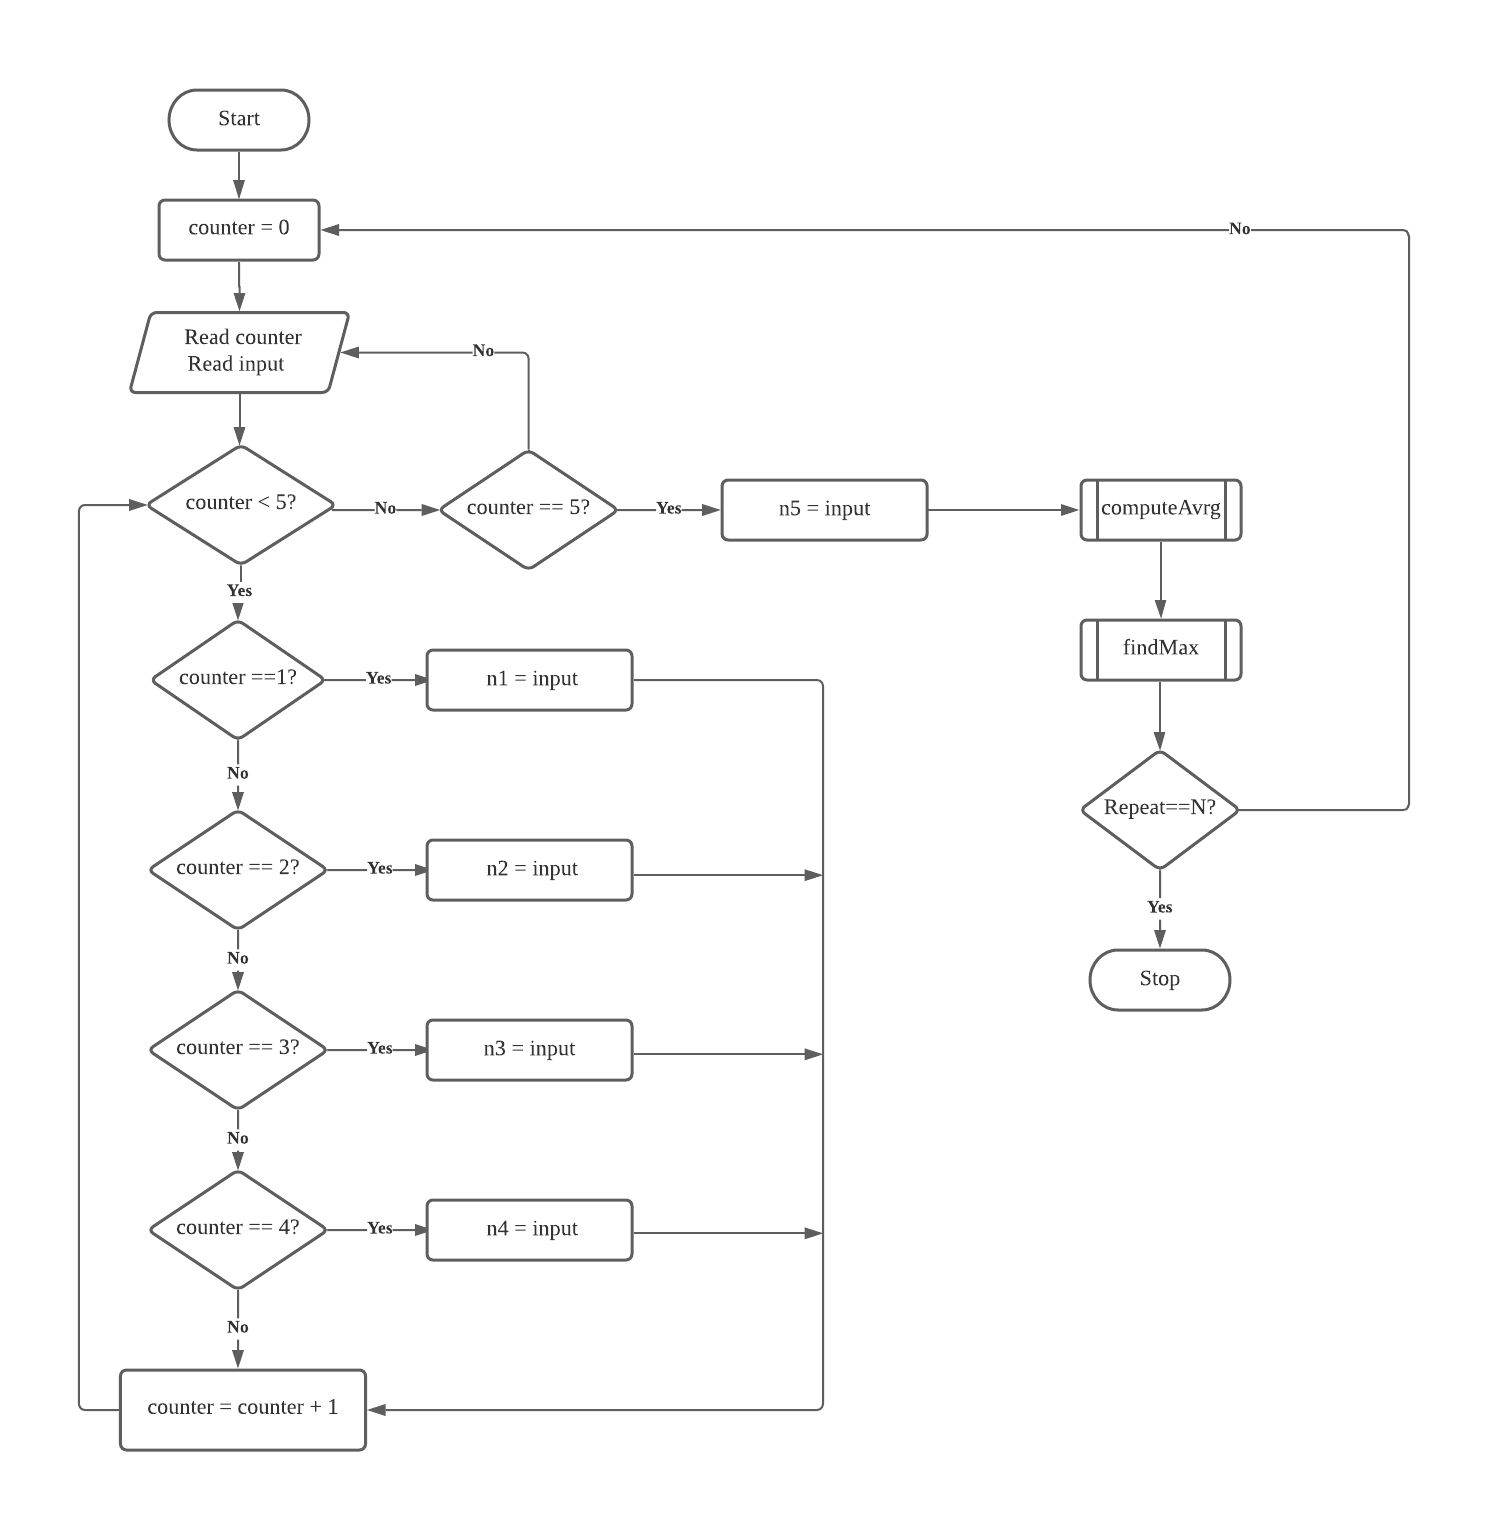 Start
counter = 0
No
Read counter
Read input
No
counter < 5?
No
counter == 5?
Yes
n5 = input
computeAvrg
Yes
findMax
counter ==1?
Yes
n1 = input
No
Repeat==N?
counter == 2?
Yes
n2 = input
Yes
No
Stop
counter == 3?
Yes
n3 = input
No
counter == 4?
Yes
n4 = input
No
counter = counter + 1